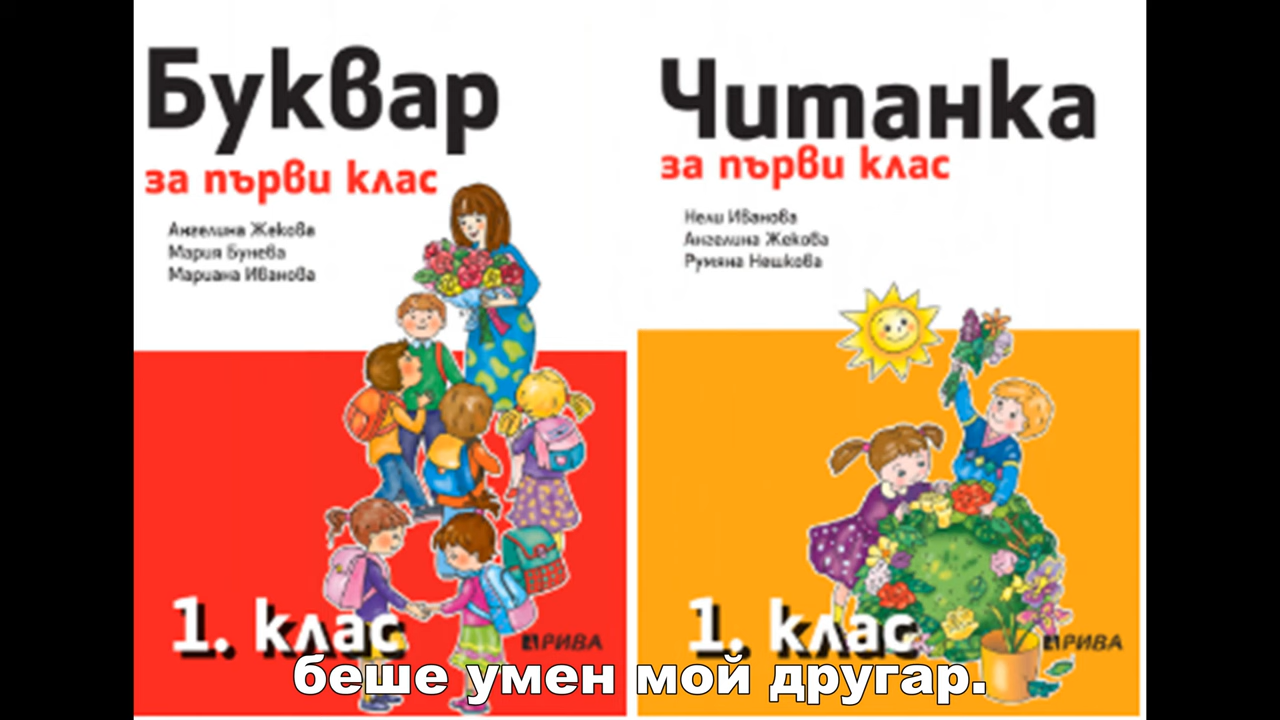 Буквар
за първи клас
Ангелина Жекова
Мария Бунева
Мариана Иванова
1. клас
РИВА
Читанка
за първи клас
Нели Иванова
Ангелина Жекова
Румяна Нешкова
1. клас
РИВА
беше умен мой другар.